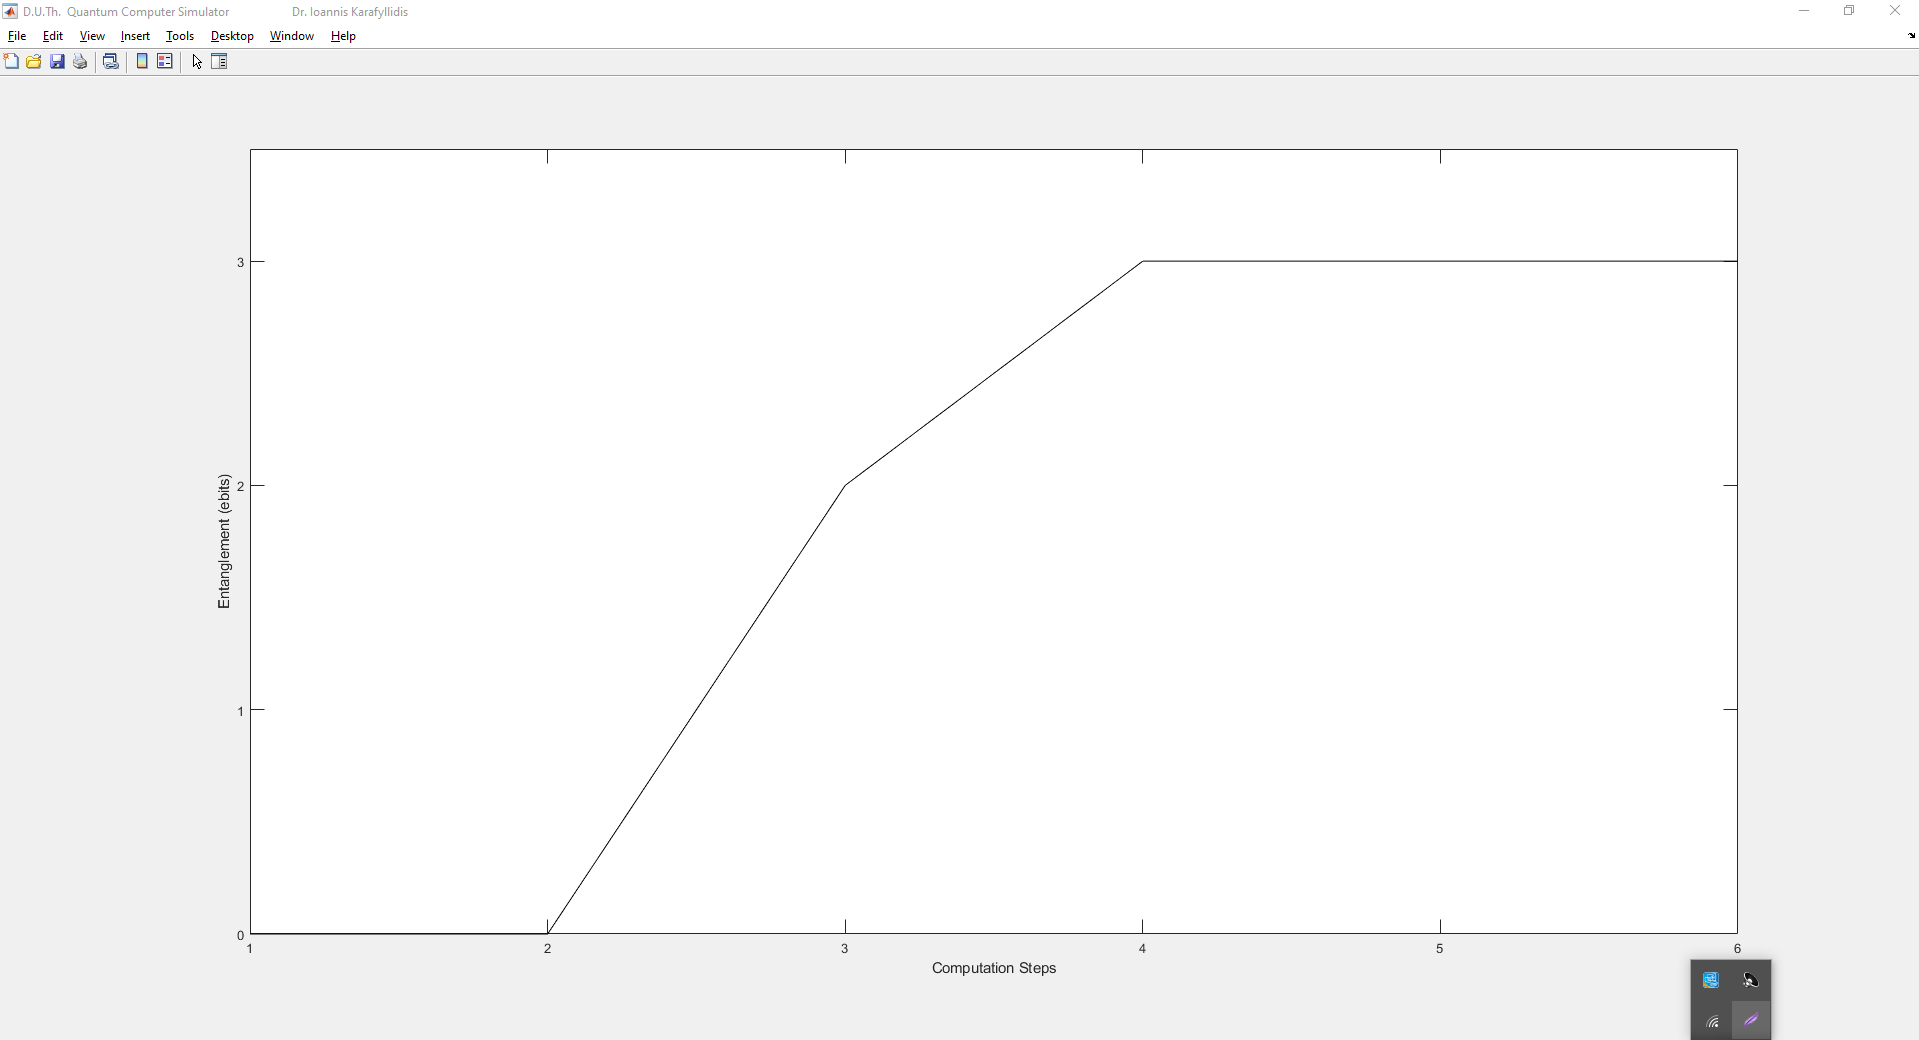 D.U.Th. Quantum Computer Simulator Dr. Ioannis Karafyllidis
File Edit View Insert Tools Desktop Window Help
3
2
1
0
Entanglement (ebits)
1 2 3 4 5 6
Computation Steps